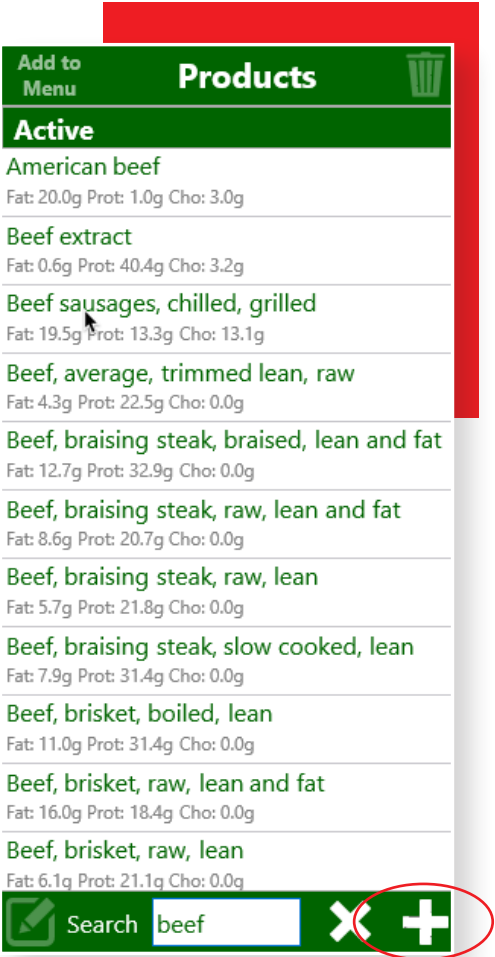 Add to
Menu
Products
Active
American beef
Fat: 20.0g Prot: 1.0g Cho: 3.0g
Beef extract
Fat: 0.6g Prot: 40.4g Cho: 3.2g
Beef sausages, chilled, grilled
Fat: 19.5g Prot: 13.3g Cho: 13.1g
Beef, average, trimmed lean, raw
Fat: 4.3g Prot: 22.5g Cho: 0.0g
Beef, braising steak, braised, lean and fat
Fat: 12.7g Prot: 32.9g Cho: 0.0g
Beef, braising steak, raw, lean and fat
Fat: 8.6g Prot: 20.7g Cho: 0.0g
Beef, braising steak, raw, lean
Fat: 5.7g Prot: 21.8g Cho: 0.0g
Beef, braising steak, slow cooked, lean
Fat: 7.9g Prot: 31.4g Cho: 0.0g
Beef, brisket, boiled, lean
Fat: 11.0g Prot: 31.4g Cho: 0.0g
Beef, brisket, raw, lean and fat
Fat: 16.0g Prot: 18.4g Cho: 0.0g
Beef, brisket, raw, lean
Fat: 6.1g Prot: 21.1g Cho: 0.0g
Search beef